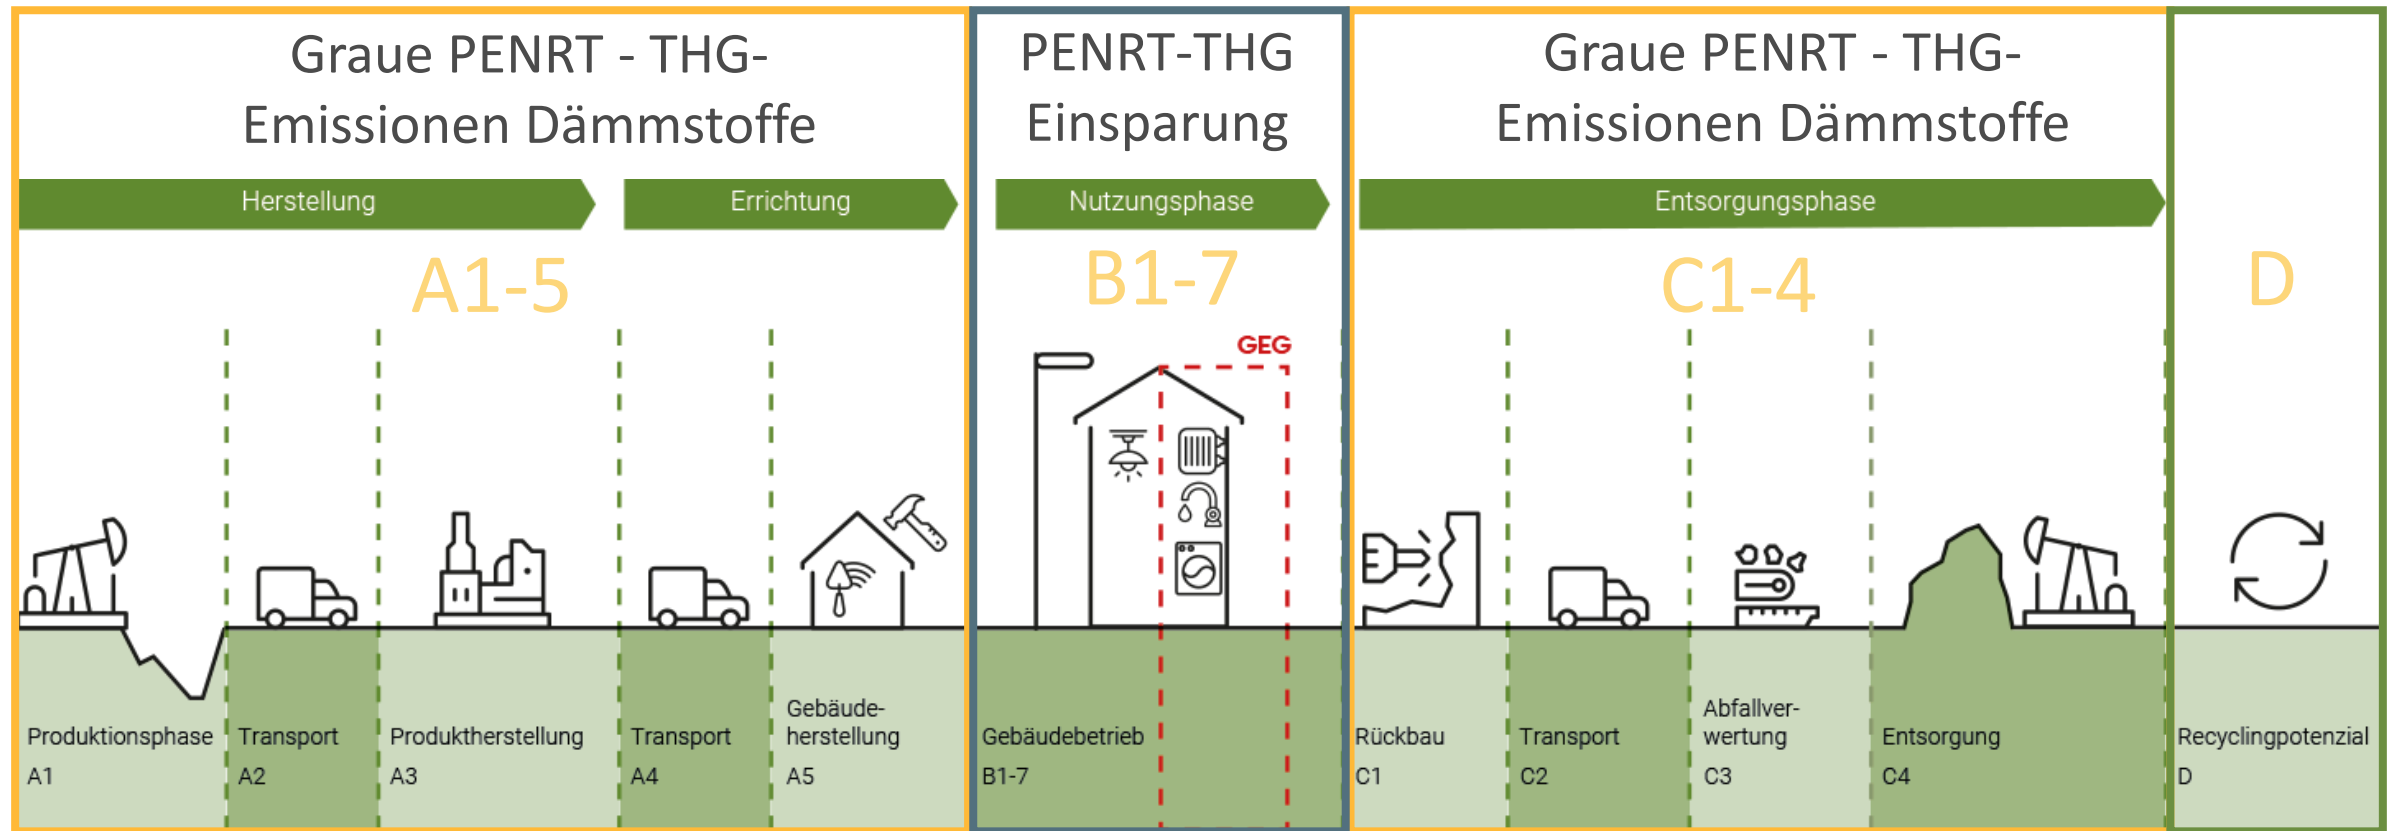 Graue PENRT - THG-
Emissionen Dämmstoffe
PENRT-THG
Einsparung
Graue PENRT - THG-
Emissionen Dämmstoffe
Herstellung
Errichtung
Nutzungsphase
Entsorgungsphase
A1-5
B1-7
C1-4
D
GEG
Produktionsphase
A1
Transport
A2
Produktherstellung
A3
Transport
A4
Gebäude-
herstellung
A5
Gebäudebetrieb
B1-7
Rückbau
C1
Transport
C2
Abfallver-
wertung
C3
Entsorgung
C4
Recyclingpotenzial
D